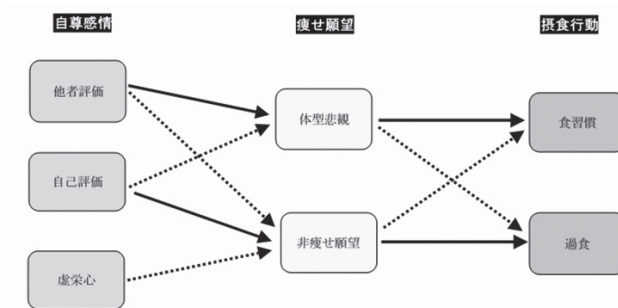 自尊感情
痩せ願望
摂食行動
他者評価
体型悲観
食習慣
自己評価
非痩せ願望
過食
虚栄心